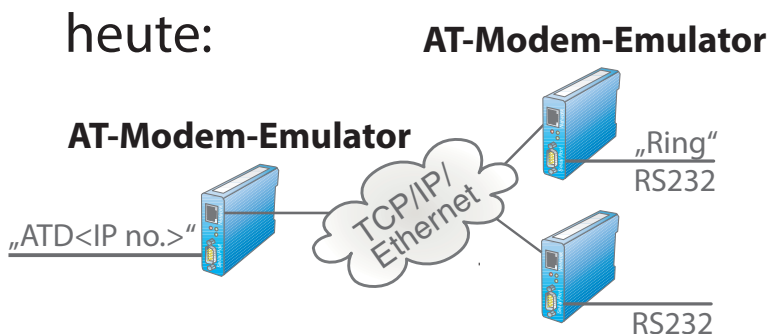 heute:
AT-Modem-Emulator
AT-Modem-Emulator
„Ring“
RS232
„ATD<IP no.>“
TCP/IP/
Ethernet
RS232